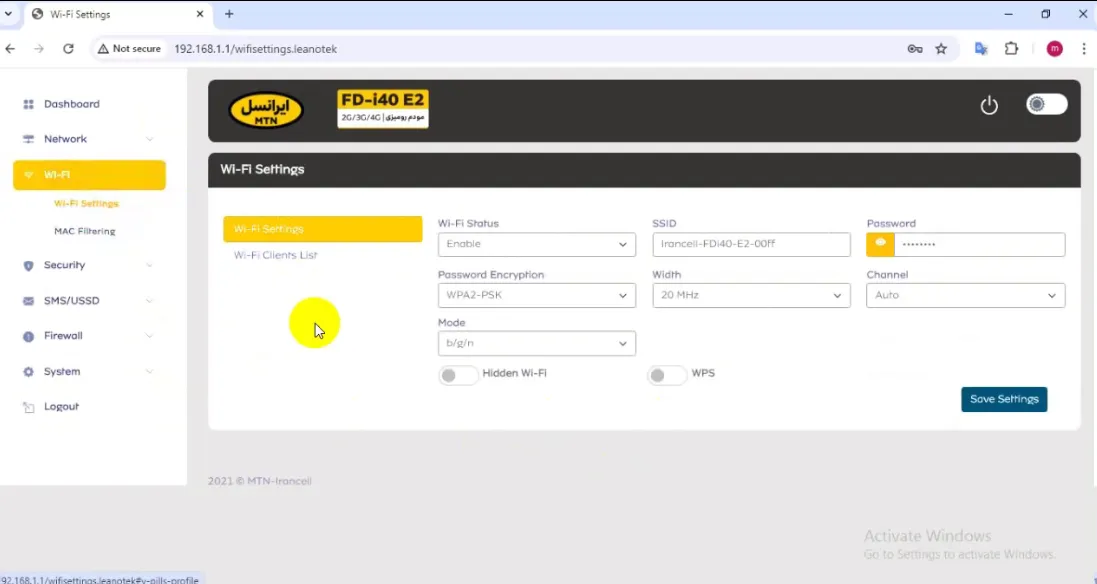 Wi-Fi Settings
Not secure
192.168.1.1/wifisettings.leanotek
m
Dashboard
Network
Wi-Fi
Wi-Fi Settings
MAC Filtering
Security
SMS/USSD
Firewall
System
Logout
ایرانسل
MTN
FD-i40 E2
2G/3G/4G | مودم رومیزی
Wi-Fi Settings
Wi-Fi Settings
Wi-Fi Clients List
Wi-Fi Status
Enable
SSID
Irancell-FDi40-E2-00ff
Password
••••••••
Password Encryption
WPA2-PSK
Width
20 MHz
Channel
Auto
Mode
b/g/n
Hidden Wi-Fi
WPS
Save Settings
2021 © MTN-Irancell
Activate Windows
Go to Settings to activate Windows.
92.168.1.1/wifisettings.leanotek#v-pills-profile